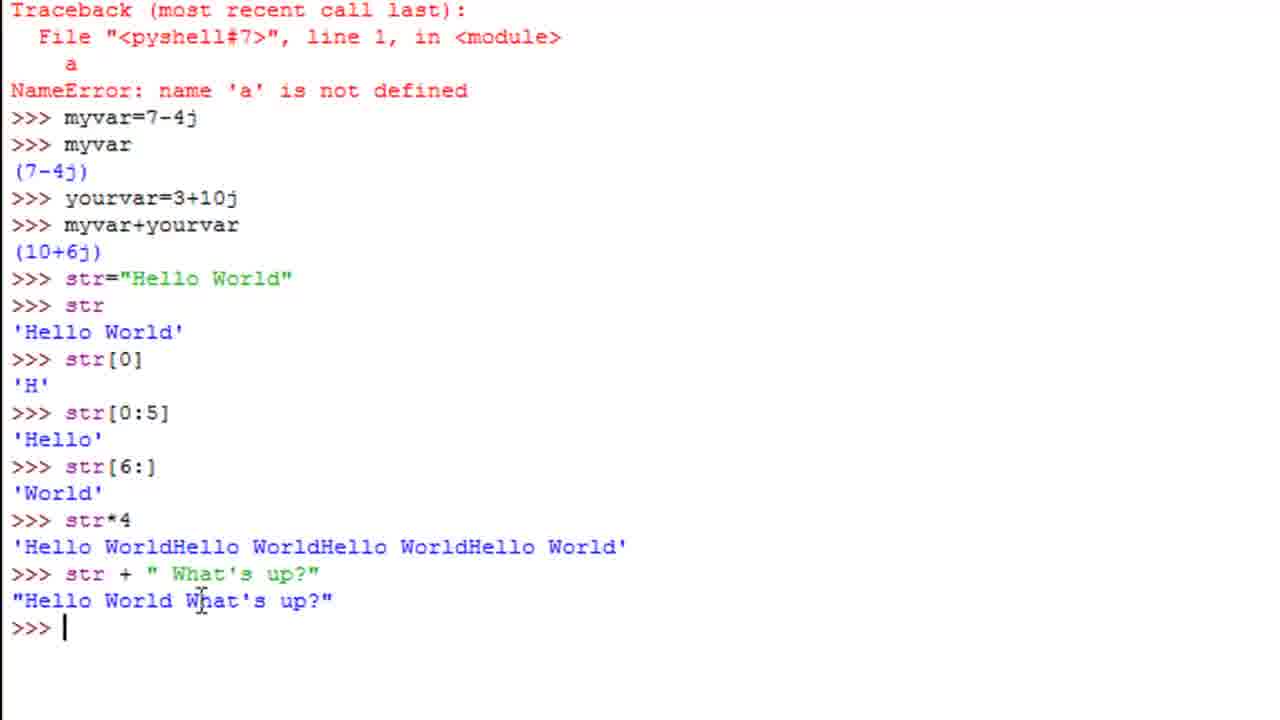 Traceback (most recent call last):
  File "<pyshell#7>", line 1, in <module>
    a
NameError: name 'a' is not defined
>>> myvar=7-4j
>>> myvar
(7-4j)
>>> yourvar=3+10j
>>> myvar+yourvar
(10+6j)
>>> str="Hello World"
>>> str
'Hello World'
>>> str[0]
'H'
>>> str[0:5]
'Hello'
>>> str[6:]
'World'
>>> str*4
'Hello WorldHello WorldHello WorldHello World'
>>> str + " What's up?"
"Hello World What's up?"
>>>